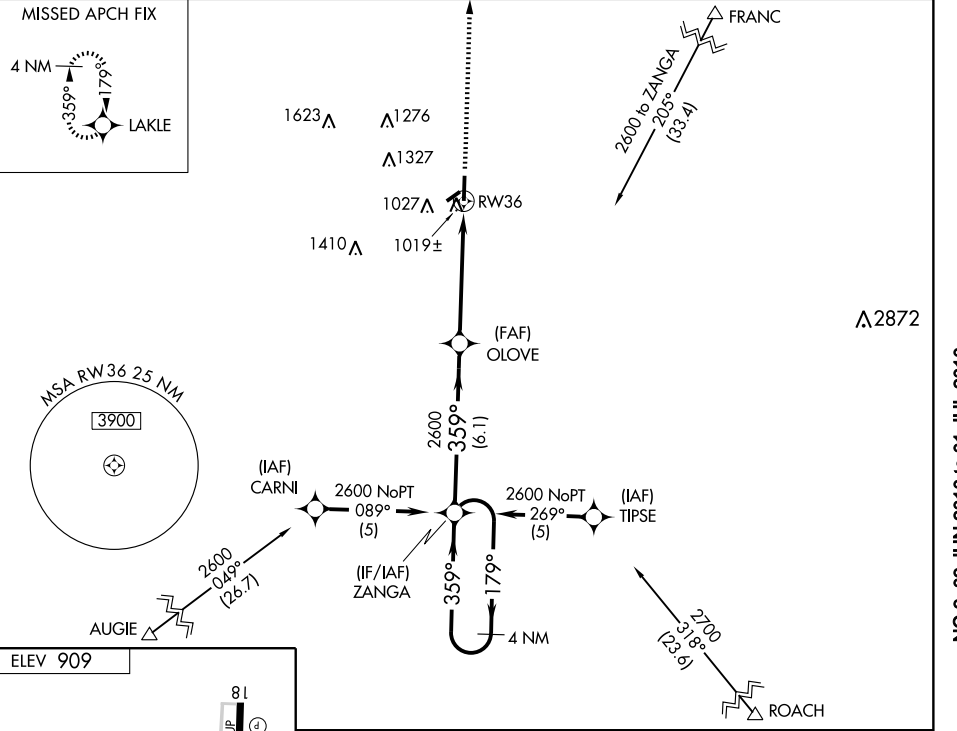 MISSED APCH FIX
4 NM
359°
179°
LAKLE
FRANC
2600 to ZANGA
205°
(33.4)
1623
1276
1327
1027
RW36
1410
1019±
2872
(FAF)
OLOVE
MSA RW36 25 NM
3900
2600
359°
(6.1)
(IAF)
CARNI
2600 NoPT
089°
(5)
2600 NoPT
269°
(5)
(IAF)
TIPSE
(IF/IAF)
ZANGA
359°
179°
4 NM
2600
049°
(26.7)
AUGIE
2700
318°
(23.6)
ROACH
ELEV 909
18
UP
P